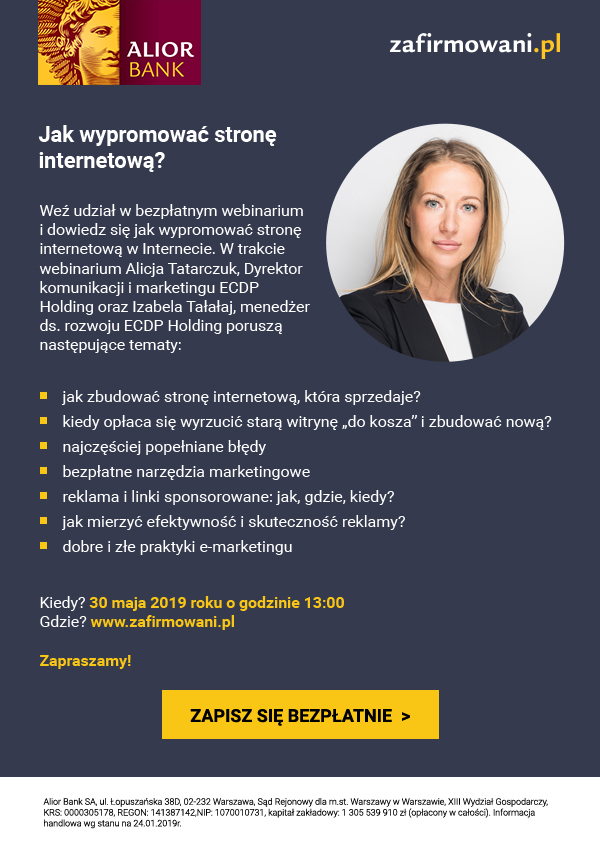 ALIOR
BANK
zafirmowani.pl
Jak wypromować stronę
internetową?
Weź udział w bezpłatnym webinarium
i dowiedz się jak wypromować stronę
internetową w Internecie. W trakcie
webinarium Alicja Tatarczuk, Dyrektor
komunikacji i marketingu ECDP
Holding oraz Izabela Tałałaj, menedżer
ds. rozwoju ECDP Holding poruszą
następujące tematy:
jak zbudować stronę internetową, która sprzedaje?
kiedy opłaca się wyrzucić starą witrynę „do kosza” i zbudować nową?
najczęściej popełniane błędy
bezpłatne narzędzia marketingowe
reklama i linki sponsorowane: jak, gdzie, kiedy?
jak mierzyć efektywność i skuteczność reklamy?
dobre i złe praktyki e-marketingu
Kiedy? 30 maja 2019 roku o godzinie 13:00
Gdzie? www.zafirmowani.pl
Zapraszamy!
ZAPISZ SIĘ BEZPŁATNIE >
Alior Bank SA, ul. Łopuszańska 38D, 02-232 Warszawa, Sąd Rejonowy dla m.st. Warszawy w Warszawie, XIII Wydział Gospodarczy,
KRS: 0000305178, REGON: 141387142,NIP: 1070010731, kapitał zakładowy: 1 305 539 910 zł (opłacony w całości). Informacja
handlowa wg stanu na 24.01.2019r.